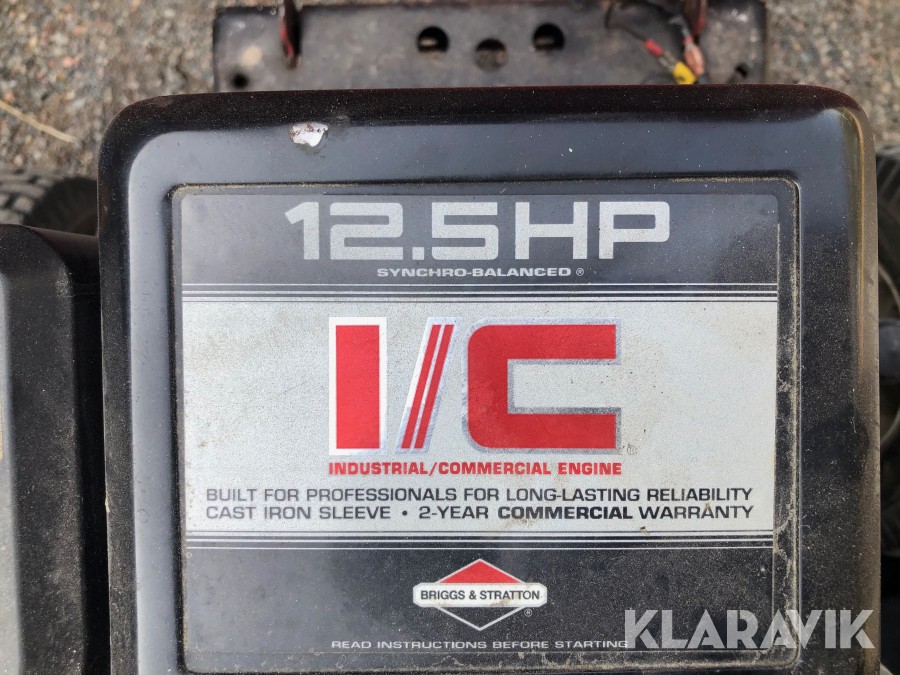 12.5HP
SYNCHRO-BALANCED®
I/C
INDUSTRIAL/COMMERCIAL ENGINE
BUILT FOR PROFESSIONALS FOR LONG-LASTING RELIABILITY
CAST IRON SLEEVE • 2-YEAR COMMERCIAL WARRANTY
BRIGGS & STRATTON®
READ INSTRUCTIONS BEFORE STARTING
KLARAVIK